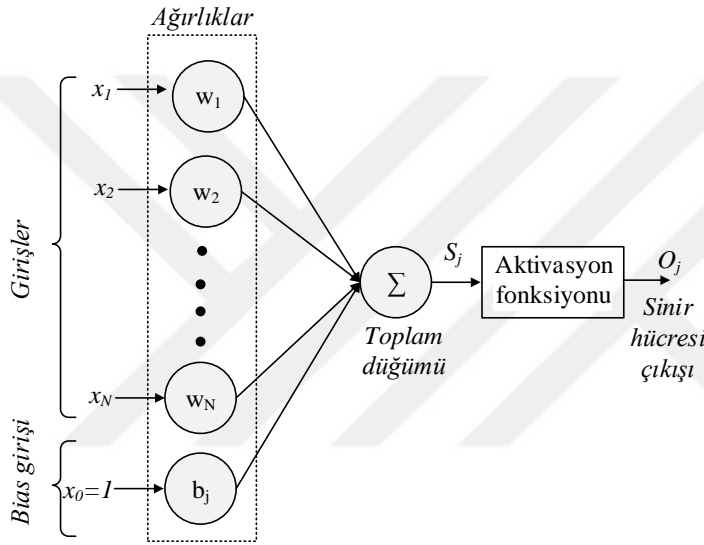 Ağırlıklar
Girişler
x1
w1
x2
w2
xN
wN
Bias girişi
x0=1
bj
Σ
Toplam
düğümü
Sj
Aktivasyon
fonksiyonu
Oj
Sinir
hücresi
çıkışı